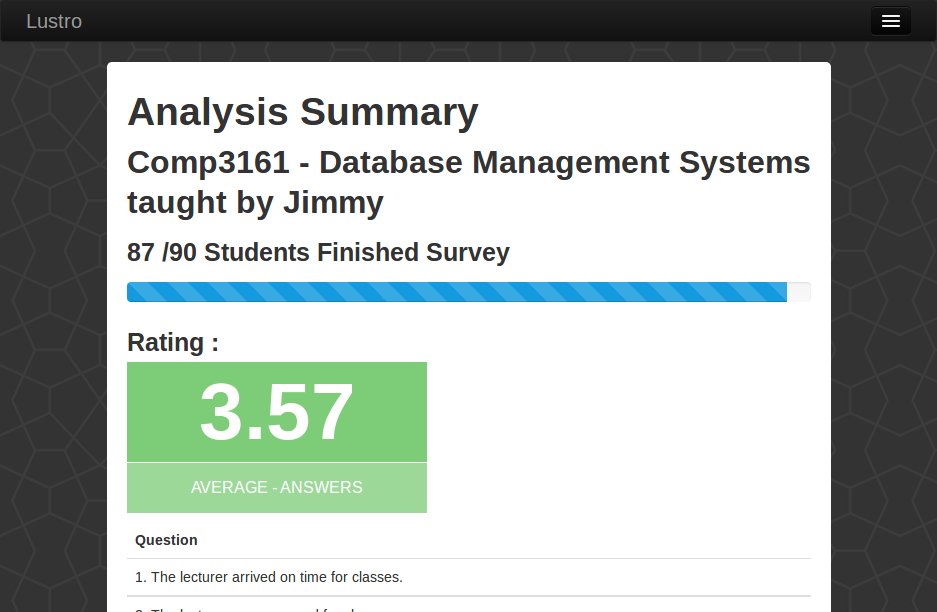 Lustro
Analysis Summary
Comp3161 - Database Management Systems
taught by Jimmy
87 /90 Students Finished Survey
Rating :
3.57
AVERAGE - ANSWERS
Question
1. The lecturer arrived on time for classes.